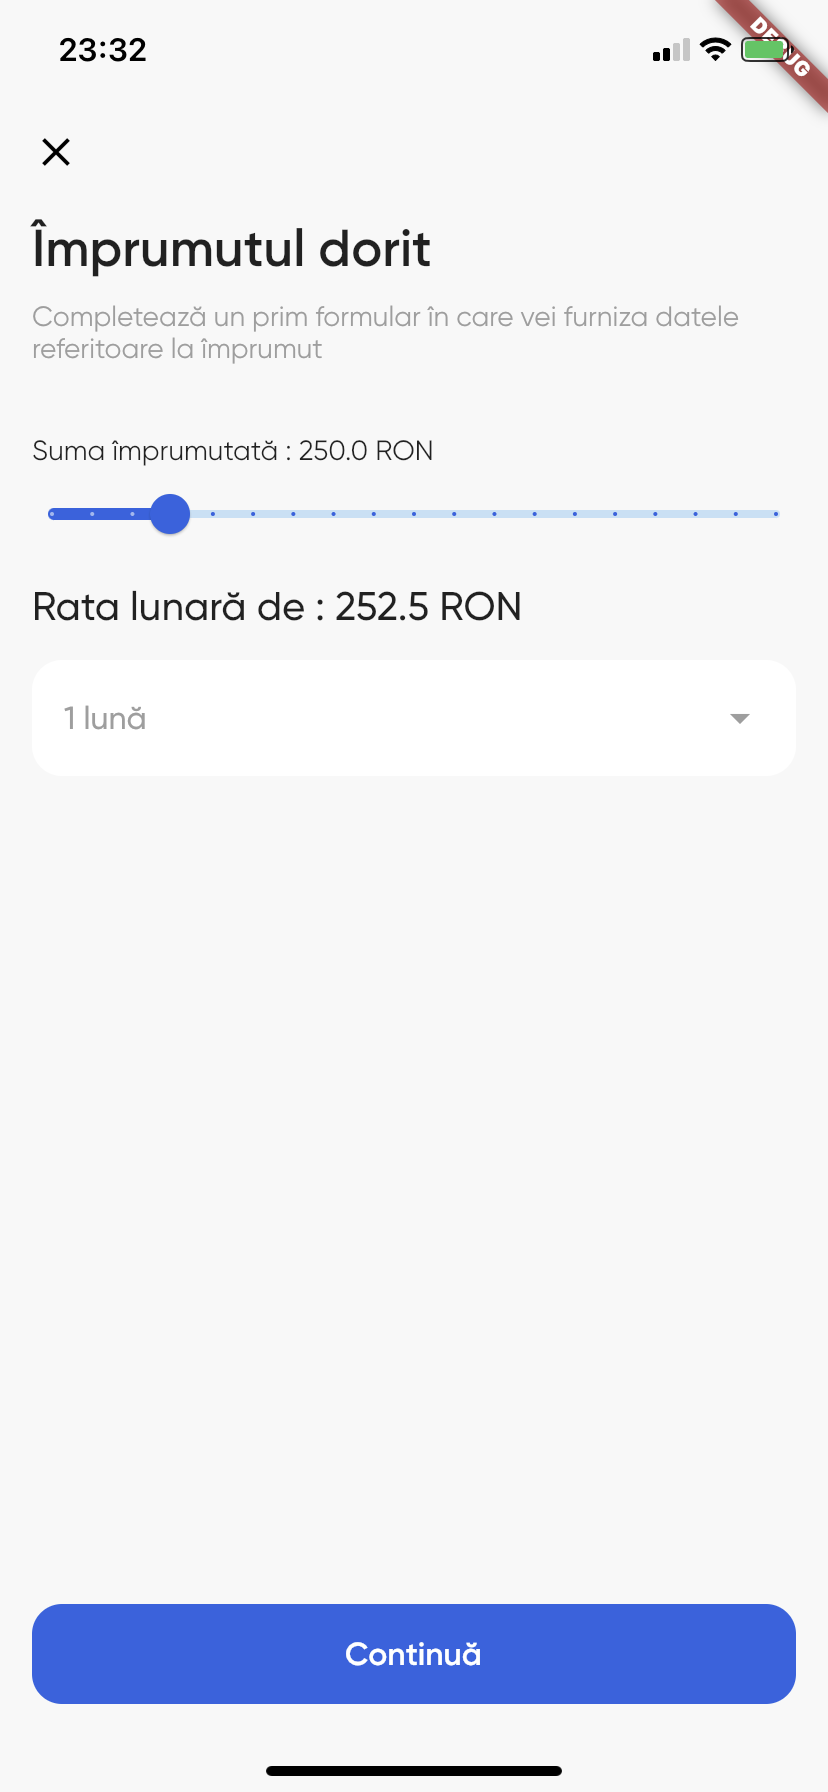 23:32
Împrumutul dorit
Completează un prim formular în care vei furniza datele
referitoare la împrumut
Suma împrumutată : 250.0 RON
Rata lunară de : 252.5 RON
1 lună
Continuă